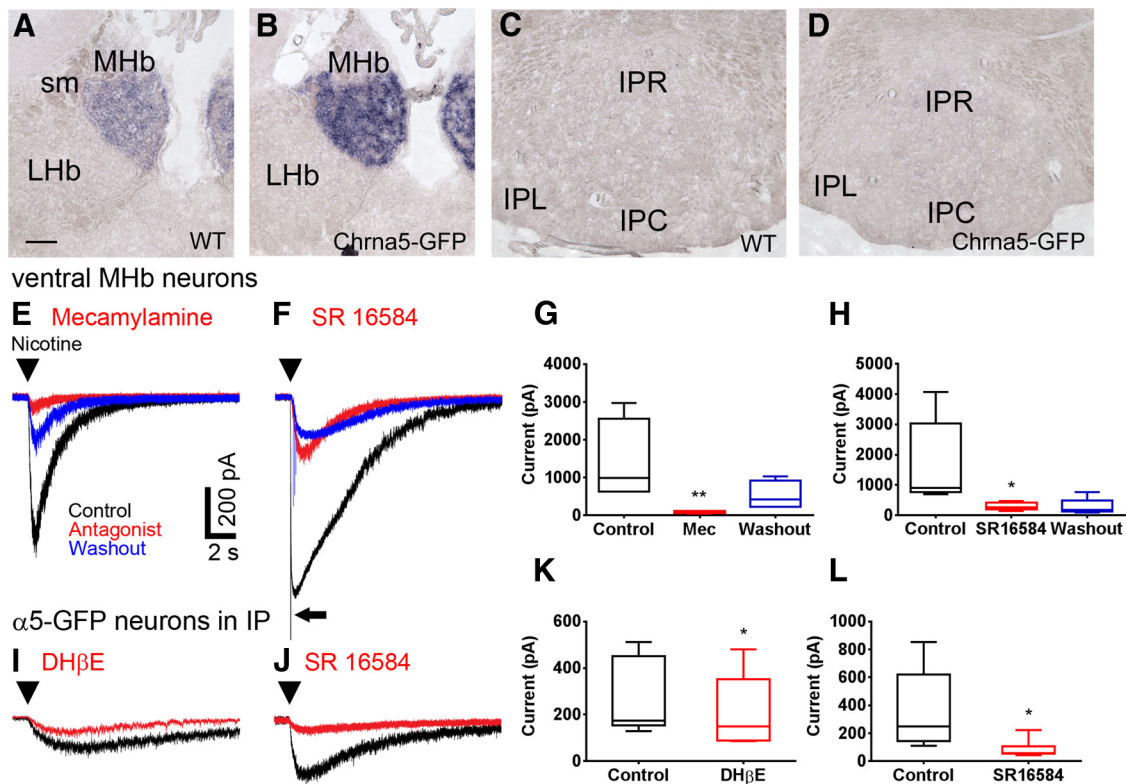 A
MHb
sm
LHb
WT
B
MHb
LHb
Chrna5-GFP
C
IPR
IPL
IPC
WT
D
IPR
IPL
IPC
Chrna5-GFP
ventral MHb neurons
E Mecamylamine
Nicotine
Control
Antagonist
Washout
200 pA
2 s
F SR 16584
G
Current (pA)
4000
3000
2000
1000
0
**
Control Mec Washout
H
Current (pA)
5000
4000
3000
2000
1000
0
*
Control SR16584 Washout
α5-GFP neurons in IP
I DHβE
J SR 16584
K
Current (pA)
600
400
200
0
*
Control DHβE
L
Current (pA)
1000
800
600
400
200
0
*
Control SR16584